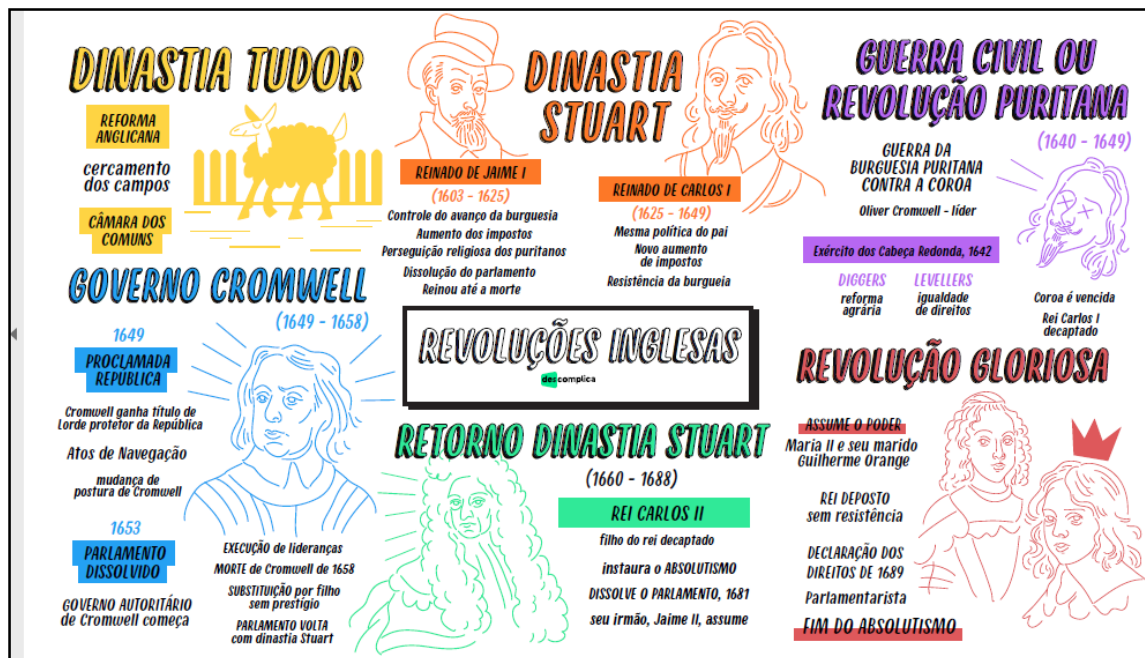 DINASTIA TUDOR
REFORMA
ANGLICANA
cercamento
dos campos
CÂMARA DOS
COMUNS
DINASTIA
STUART
REINADO DE JAIME I
(1603 - 1625)
Controle do avanço da burguesia
Aumento dos impostos
Perseguição religiosa dos puritanos
Dissolução do parlamento
Reinou até a morte
REINADO DE CARLOS I
(1625 - 1649)
Mesma política do pai
Novo aumento
de impostos
Resistência da burgueia
GUERRA CIVIL OU
REVOLUÇÃO PURITANA
(1640 - 1649)
GUERRA DA
BURGUESIA PURITANA
CONTRA A COROA
Oliver Cromwell - líder
Exército dos Cabeça Redonda, 1642
DIGGERS
reforma
agrária
LEVELLERS
igualdade
de direitos
Coroa é vencida
Rei Carlos I
decaptado
GOVERNO CROMWELL
(1649 - 1658)
1649
PROCLAMADA
REPÚBLICA
Cromwell ganha título de
Lorde protetor da República
Atos de Navegação
mudança de
postura de Cromwell
1653
PARLAMENTO
DISSOLVIDO
GOVERNO AUTORITÁRIO
de Cromwell começa
EXECUÇÃO de lideranças
MORTE de Cromwell de 1658
SUBSTITUIÇÃO por filho
sem prestígio
PARLAMENTO VOLTA
com dinastia Stuart
REVOLUÇÕES INGLESAS
descomplica
RETORNO DINASTIA STUART
(1660 - 1688)
REI CARLOS II
filho do rei decaptado
instaura o ABSOLUTISMO
DISSOLVE O PARLAMENTO, 1681
seu irmão, Jaime II, assume
REVOLUÇÃO GLORIOSA
ASSUME O PODER
Maria II e seu marido
Guilherme Orange
REI DEPOSTO
sem resistência
DECLARAÇÃO DOS
DIREITOS DE 1689
Parlamentarista
FIM DO ABSOLUTISMO